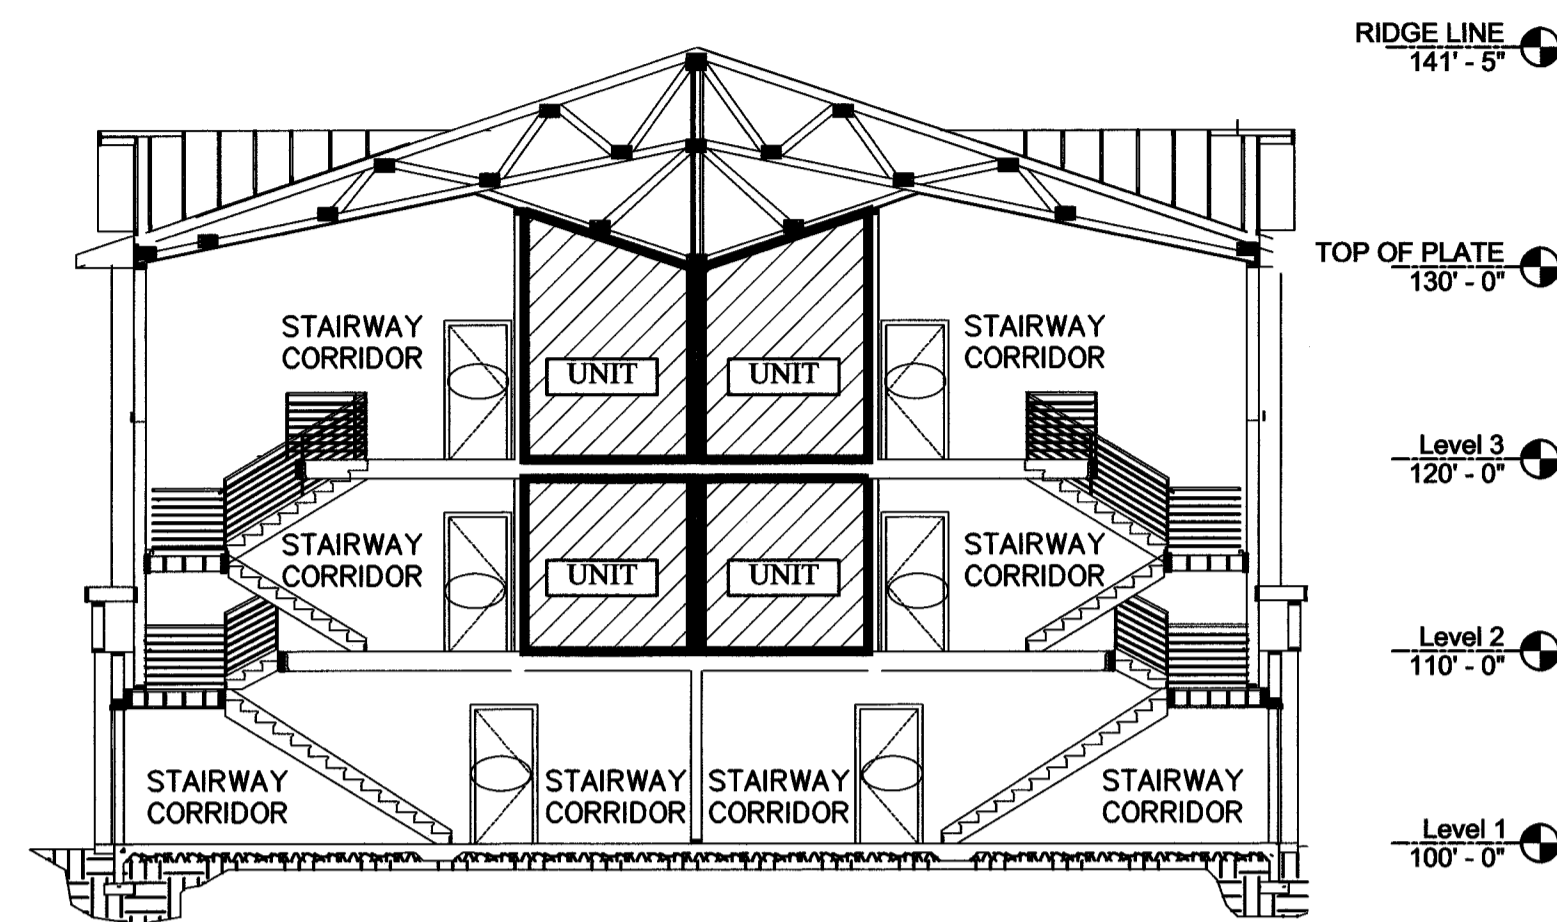 RIDGE LINE
141' - 5"
TOP OF PLATE
130' - 0"
STAIRWAY
CORRIDOR
UNIT
UNIT
STAIRWAY
CORRIDOR
Level 3
120' - 0"
STAIRWAY
CORRIDOR
UNIT
UNIT
STAIRWAY
CORRIDOR
Level 2
110' - 0"
STAIRWAY
CORRIDOR
STAIRWAY
CORRIDOR
STAIRWAY
CORRIDOR
STAIRWAY
CORRIDOR
Level 1
100' - 0"